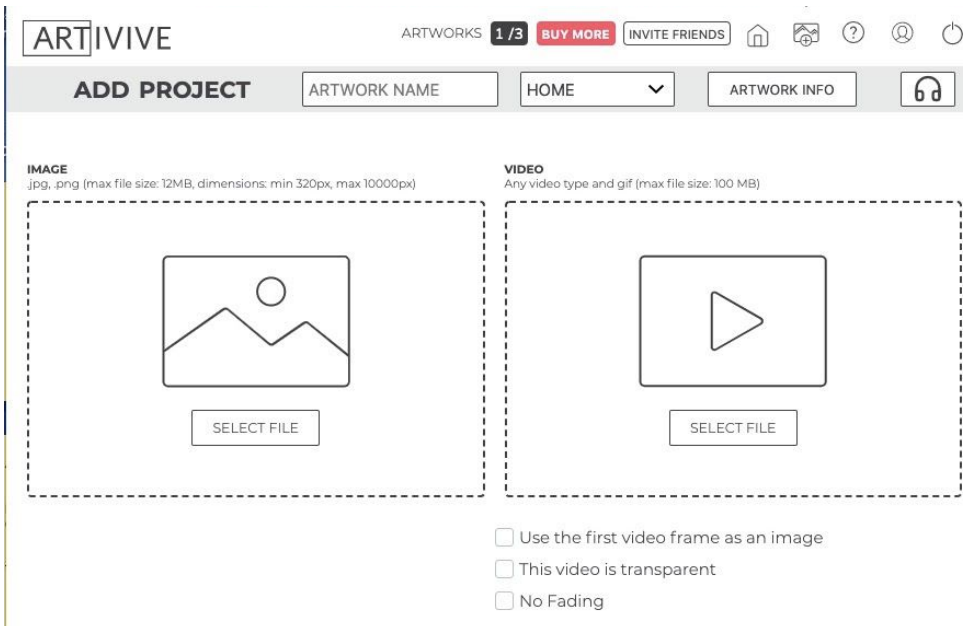 ARTIVIVE
ARTWORKS 1 /3 BUY MORE INVITE FRIENDS
ADD PROJECT ARTWORK NAME HOME ARTWORK INFO
IMAGE
.jpg, .png (max file size: 12MB, dimensions: min 320px, max 10000px)
SELECT FILE
VIDEO
Any video type and gif (max file size: 100 MB)
SELECT FILE
Use the first video frame as an image
This video is transparent
No Fading